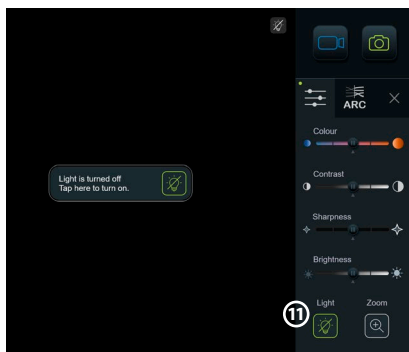 ARC
Colour
Contrast
Light is turned off
Tap here to turn on.
Sharpness
Brightness
Light Zoom
11